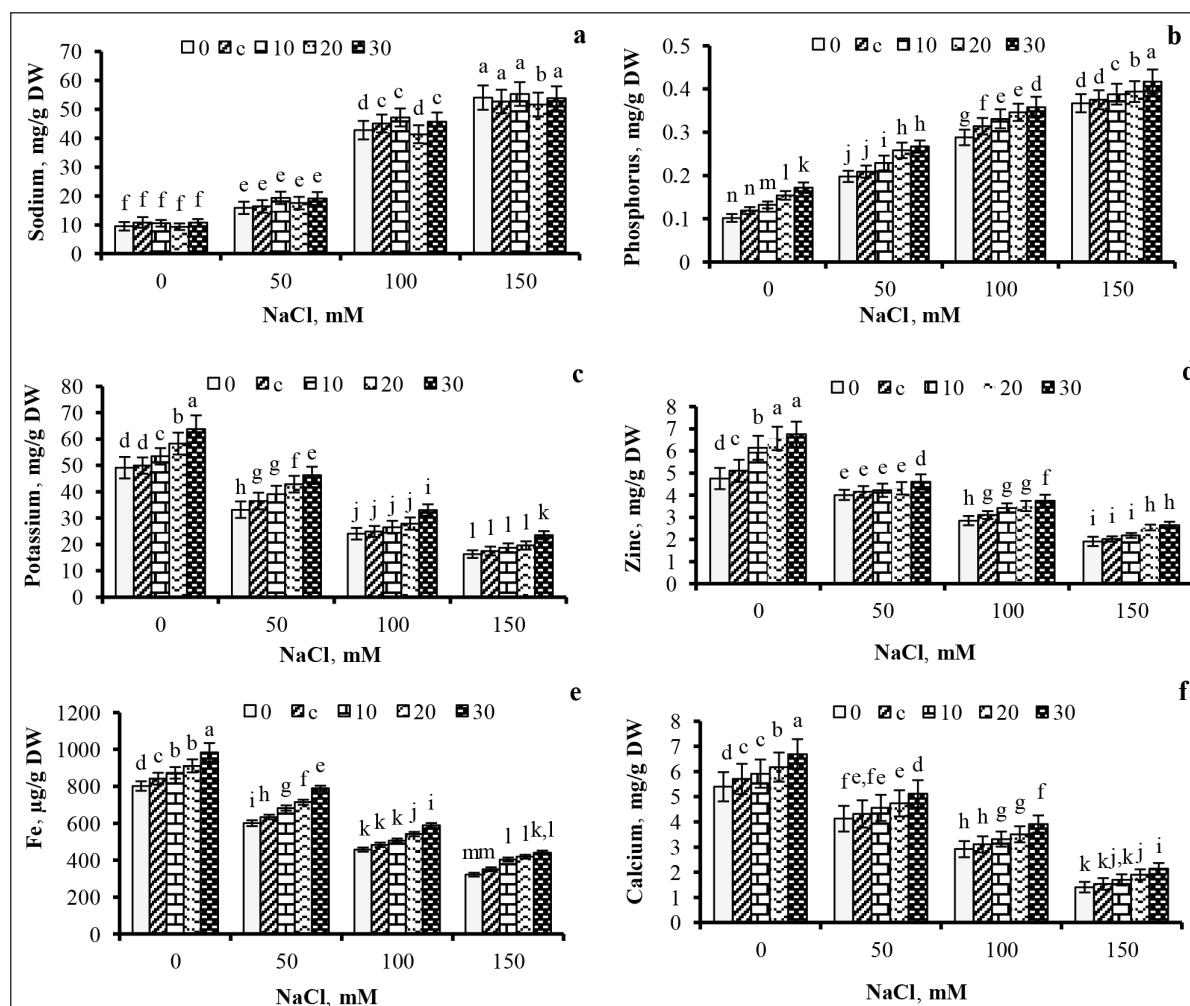 a
0 c 10 20 30
Sodium, mg/g DW
70
60
50
40
30
20
10
0
f f f f f
e e e e e
d c c d c
a a a b a
0 50 100 150
NaCl, mM
b
0 c 10 20 30
Phosphorus, mg/g DW
0.5
0.4
0.3
0.2
0.1
0
n n m l k
j j i h h
g f e e d
d d c b a
0 50 100 150
NaCl, mM
c
0 c 10 20 30
Potassium, mg/g DW
80
70
60
50
40
30
20
10
0
d d c b a
h g g f e
j j j j i
l l l l k
0 50 100 150
NaCl, mM
d
0 c 10 20 30
Zinc, mg/g DW
8
7
6
5
4
3
2
1
0
d c b a a
e e e e d
h g g g f
i i i h h
0 50 100 150
NaCl, mM
e
0 c 10 20 30
Fe, µg/g DW
1200
1000
800
600
400
200
0
d c b b a
i h g f e
k k k j i
m m l l k,l
0 50 100 150
NaCl, mM
f
0 c 10 20 30
Calcium, mg/g DW
8
7
6
5
4
3
2
1
0
d c c b a
f e,f e e d
h h g g f
k k j,k j i
0 50 100 150
NaCl, mM